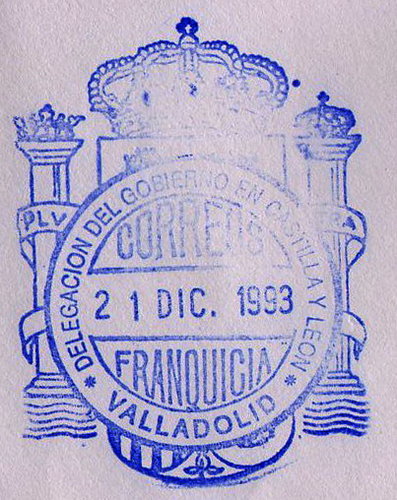 PLV
DELEGACION DEL GOBIERNO EN CASTILLA Y LEON
CORREOS
21 DIC. 1993
FRANQUICIA
* VALLADOLID *